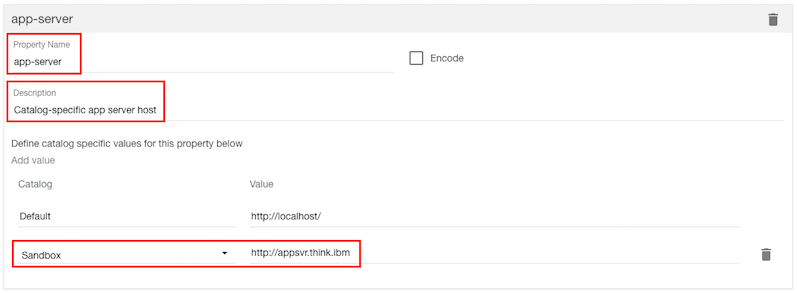 app-server
Property Name
app-server
Encode
Description
Catalog-specific app server host
Define catalog specific values for this property below
Add value
Catalog Value
Default http://localhost/
Sandbox http://appsvr.think.ibm